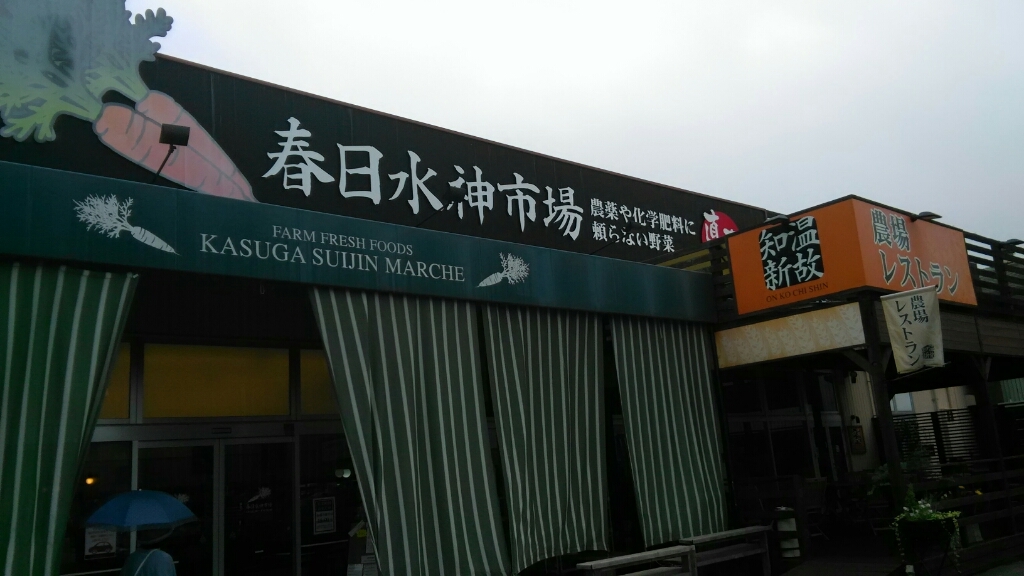 春日水神市場
農薬や化学肥料に
頼らない野菜
直
FARM FRESH FOODS
KASUGA SUIJIN MARCHE
温故
知新
ON KO CHI SHIN
農場
レストラン
農場
レストラン